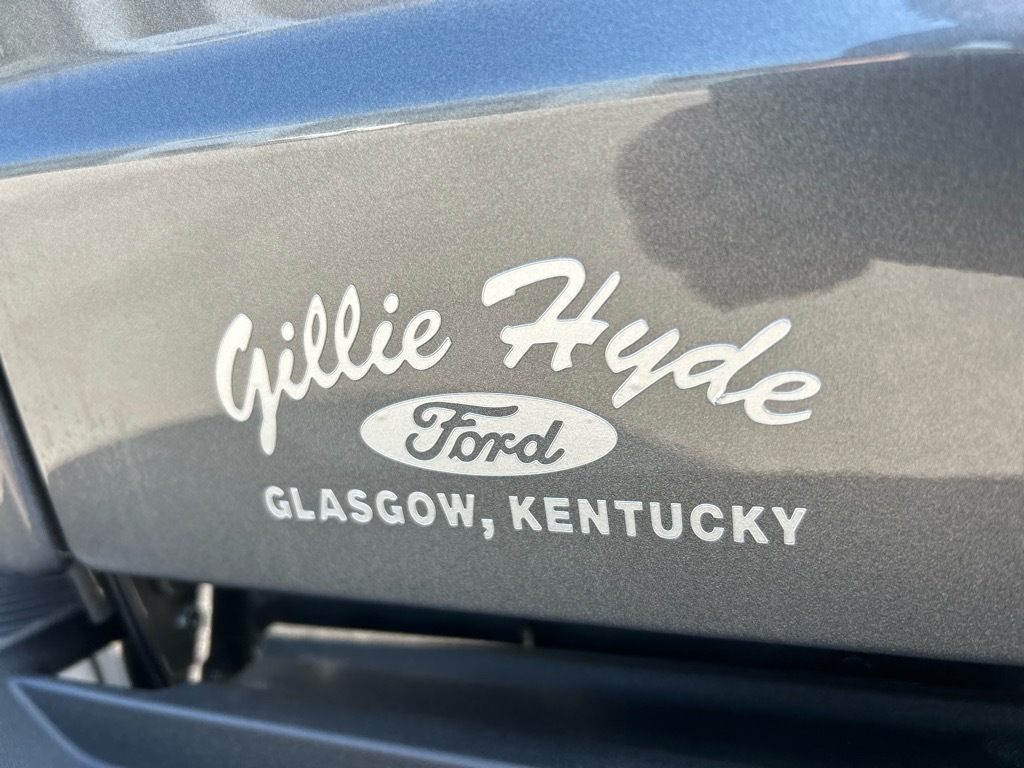 Gillie Hyde
Ford
GLASGOW, KENTUCKY